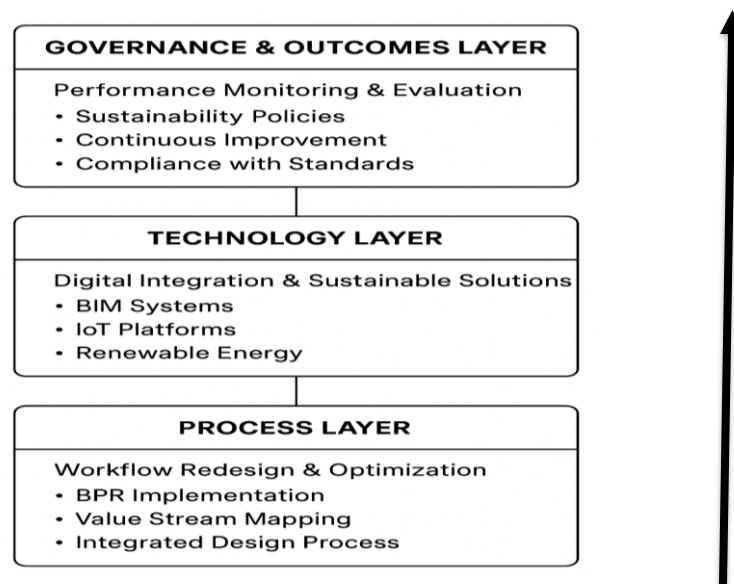 GOVERNANCE & OUTCOMES LAYER
Performance Monitoring & Evaluation
• Sustainability Policies
• Continuous Improvement
• Compliance with Standards
TECHNOLOGY LAYER
Digital Integration & Sustainable Solutions
• BIM Systems
• IoT Platforms
• Renewable Energy
PROCESS LAYER
Workflow Redesign & Optimization
• BPR Implementation
• Value Stream Mapping
• Integrated Design Process